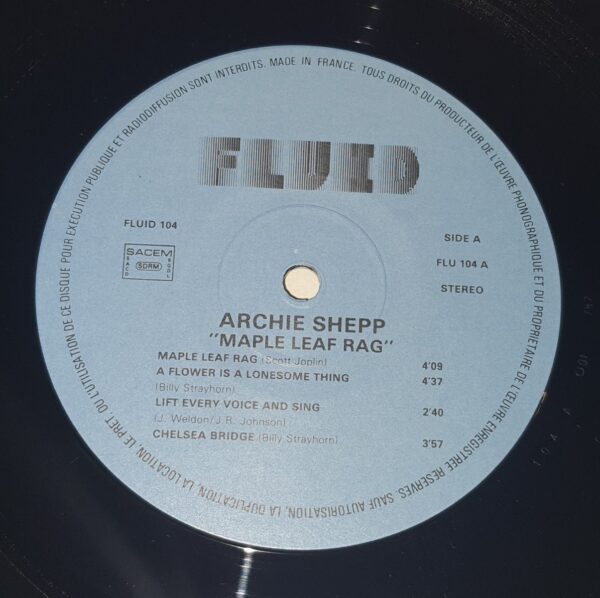 MADE IN FRANCE. TOUS DROITS DU PRODUCTEUR DE L'ŒUVRE PHONOGRAPHIQUE ET DU PROPRIETAIRE DE L'ŒUVRE ENREGISTREE RESERVES. SAUF AUTORISATION, LA DUPLICATION, LA LOCATION, LE PRET OU L'UTILISATION DE CE DISQUE POUR EXECUTION PUBLIQUE ET RADIODIFFUSION SONT INTERDITS.
FLUID
FLUID 104
SACEM
SACD
SDRM
SGDL
SIDE A
FLU 104 A
STEREO
ARCHIE SHEPP
"MAPLE LEAF RAG"
MAPLE LEAF RAG (Scott Joplin) 4'09
A FLOWER IS A LONESOME THING 4'37
(Billy Strayhorn)
LIFT EVERY VOICE AND SING 2'40
(J. Weldon/J.R. Johnson)
CHELSEA BRIDGE (Billy Strayhorn) 3'57